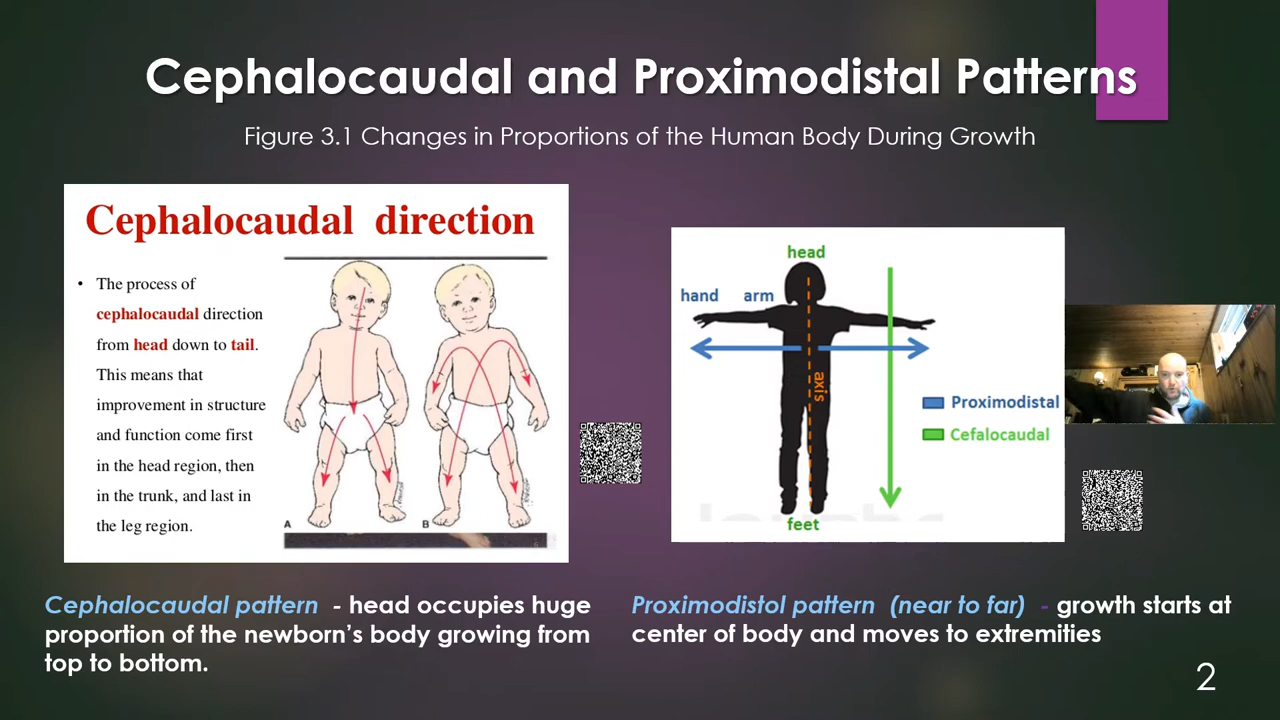 Cephalocaudal and Proximodistal Patterns
Figure 3.1 Changes in Proportions of the Human Body During Growth
Cephalocaudal direction
• The process of
cephalocaudal direction
from head down to tail.
This means that
improvement in structure
and function come first
in the head region, then
in the trunk, and last in
the leg region.
A
B
head
hand arm
axis
Proximodistal
Cefalocaudal
feet
Cephalocaudal pattern - head occupies huge
proportion of the newborn's body growing from
top to bottom.
Proximodistol pattern (near to far) - growth starts at
center of body and moves to extremities
2